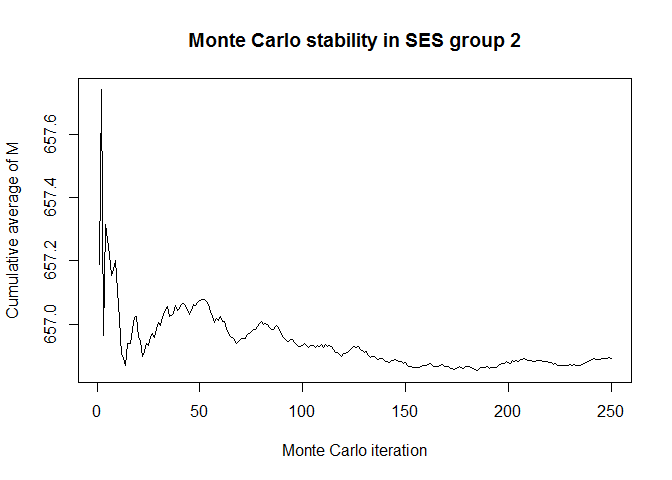 Monte Carlo stability in SES group 2
Cumulative average of M
657.6
657.4
657.2
657.0
0 50 100 150 200 250
Monte Carlo iteration